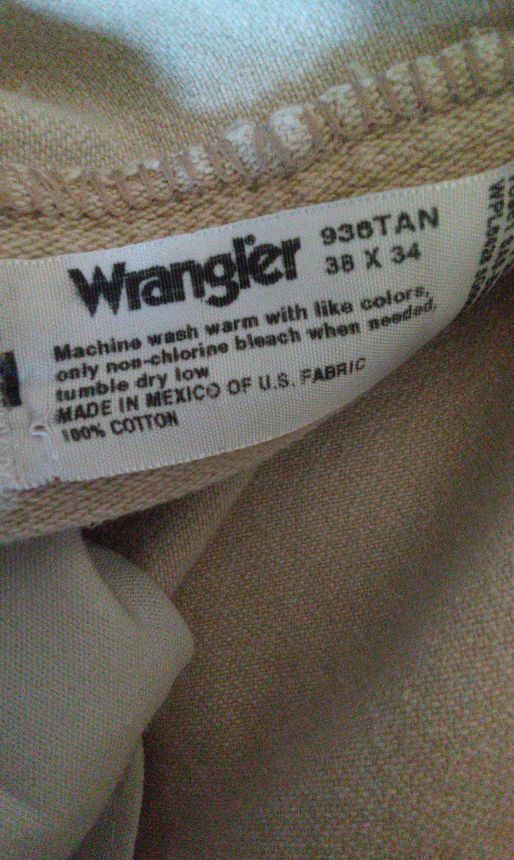 Wrangler 936TAN
38 X 34
Machine wash warm with like colors,
only non-chlorine bleach when needed,
tumble dry low
MADE IN MEXICO OF U.S. FABRIC
100% COTTON